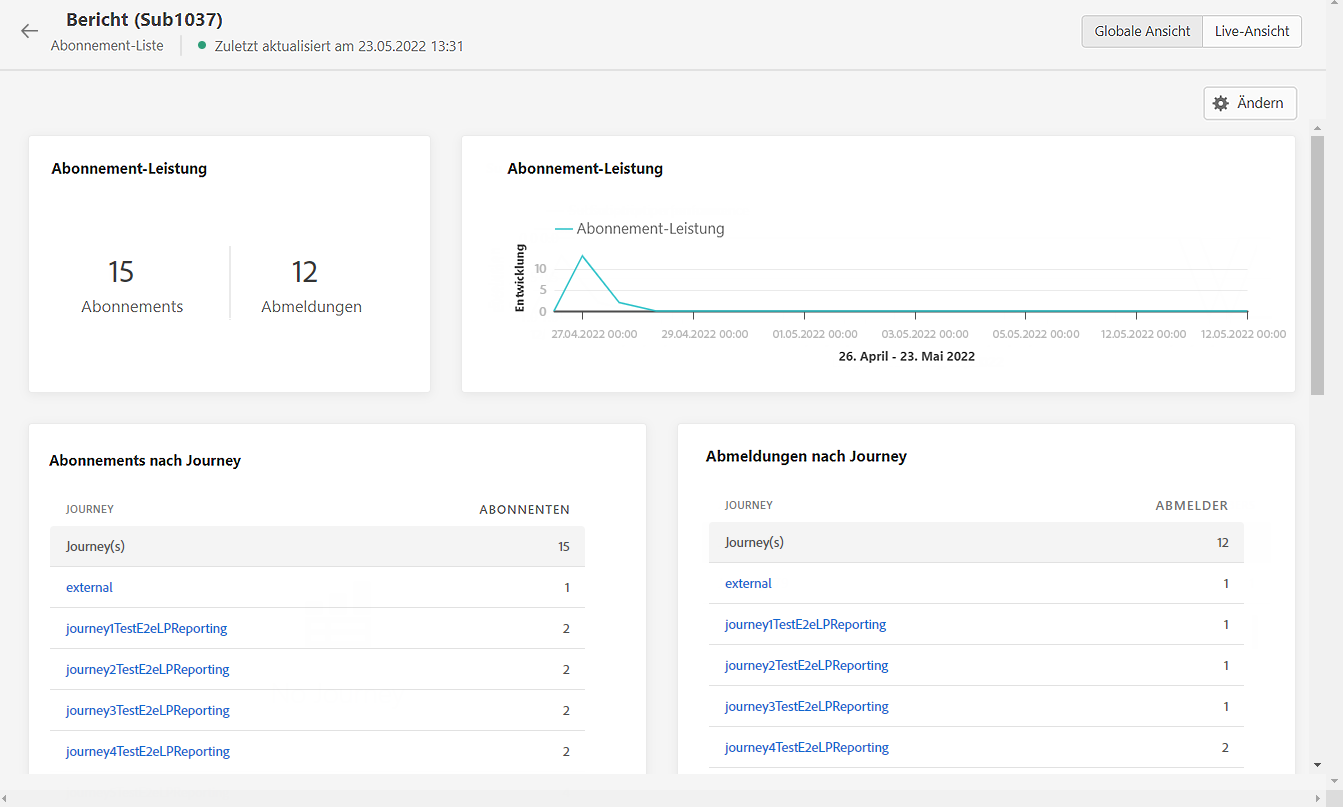 Bericht (Sub1037)
Abonnement-Liste
Zuletzt aktualisiert am 23.05.2022 13:31
Globale Ansicht
Live-Ansicht
Ändern
Abonnement-Leistung
15
Abonnements
12
Abmeldungen
Abonnement-Leistung
Abonnement-Leistung
Entwicklung
10
5
0
27.04.2022 00:00 29.04.2022 00:00 01.05.2022 00:00 03.05.2022 00:00 05.05.2022 00:00 12.05.2022 00:00 12.05.2022 00:00
26. April - 23. Mai 2022
Abonnements nach Journey
JOURNEY ABONNENTEN
Journey(s) 15
external 1
journey1TestE2eLPReporting 2
journey2TestE2eLPReporting 2
journey3TestE2eLPReporting 2
journey4TestE2eLPReporting 2
Abmeldungen nach Journey
JOURNEY ABMELDER
Journey(s) 12
external 1
journey1TestE2eLPReporting 1
journey2TestE2eLPReporting 1
journey3TestE2eLPReporting 1
journey4TestE2eLPReporting 2